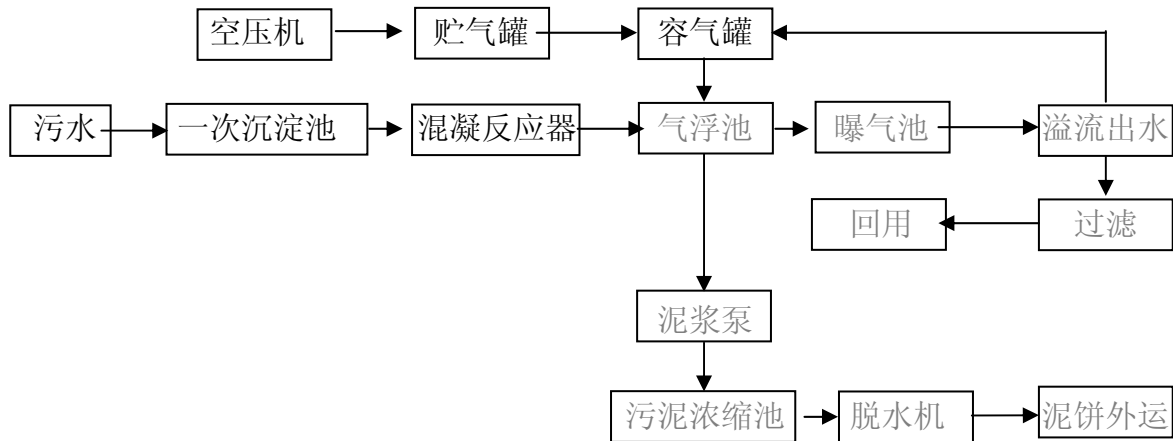 空压机
贮气罐
容气罐
污水
一次沉淀池
混凝反应器
气浮池
曝气池
溢流出水
回用
过滤
泥浆泵
污泥浓缩池
脱水机
泥饼外运